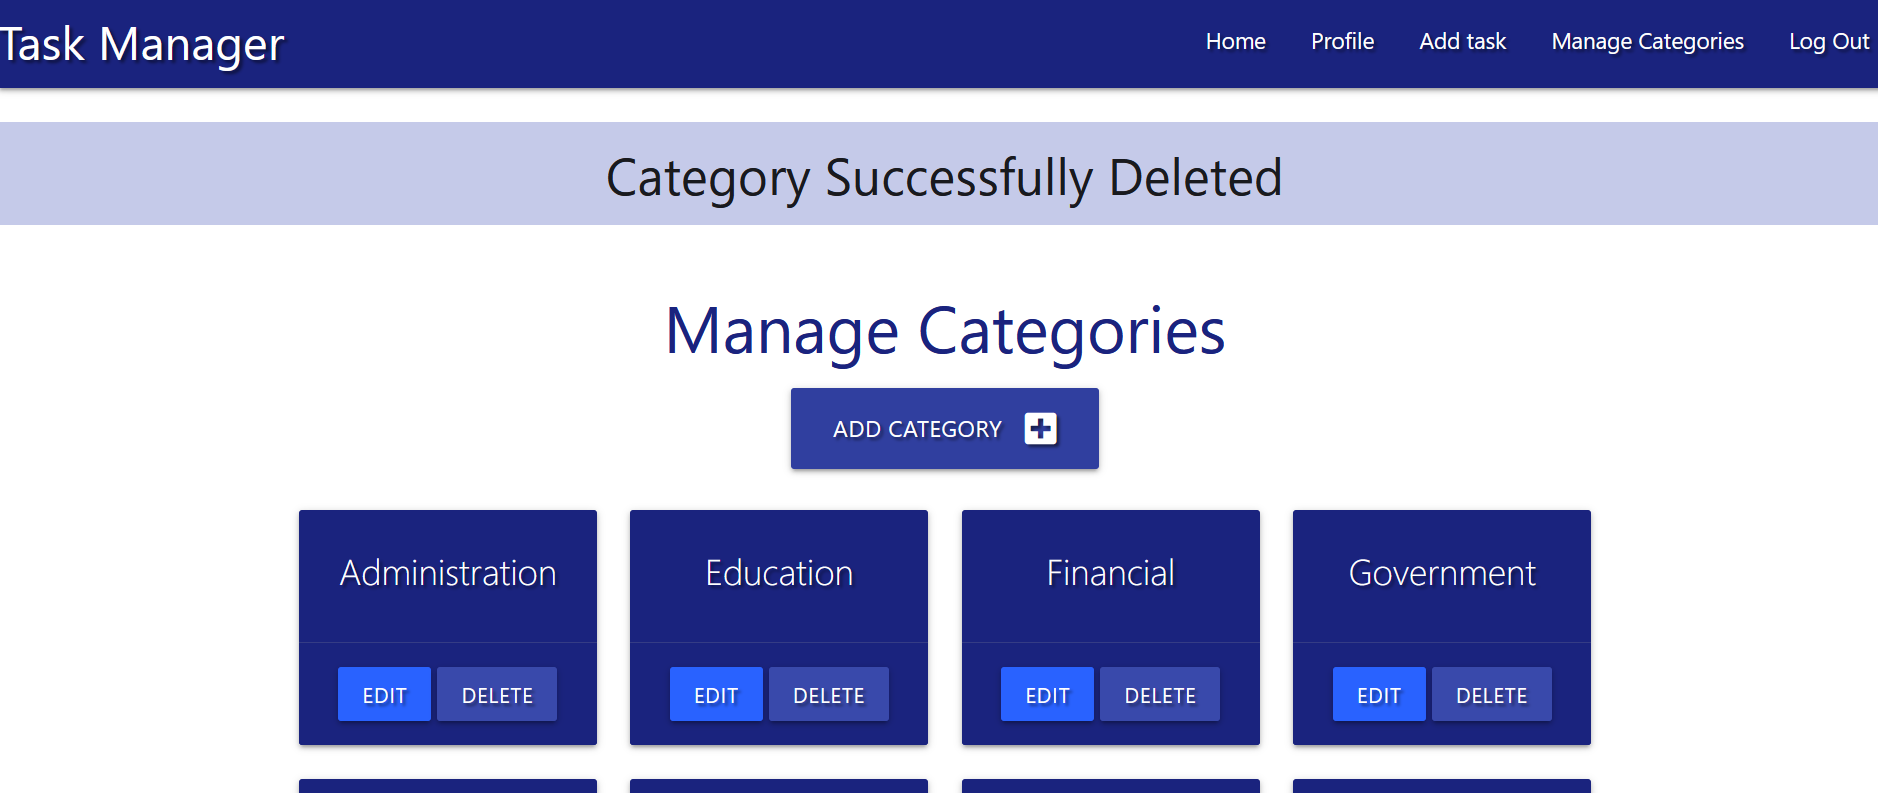 Task Manager
Home Profile Add task Manage Categories Log Out
Category Successfully Deleted
Manage Categories
ADD CATEGORY
Administration Education Financial Government
EDIT DELETE EDIT DELETE EDIT DELETE EDIT DELETE